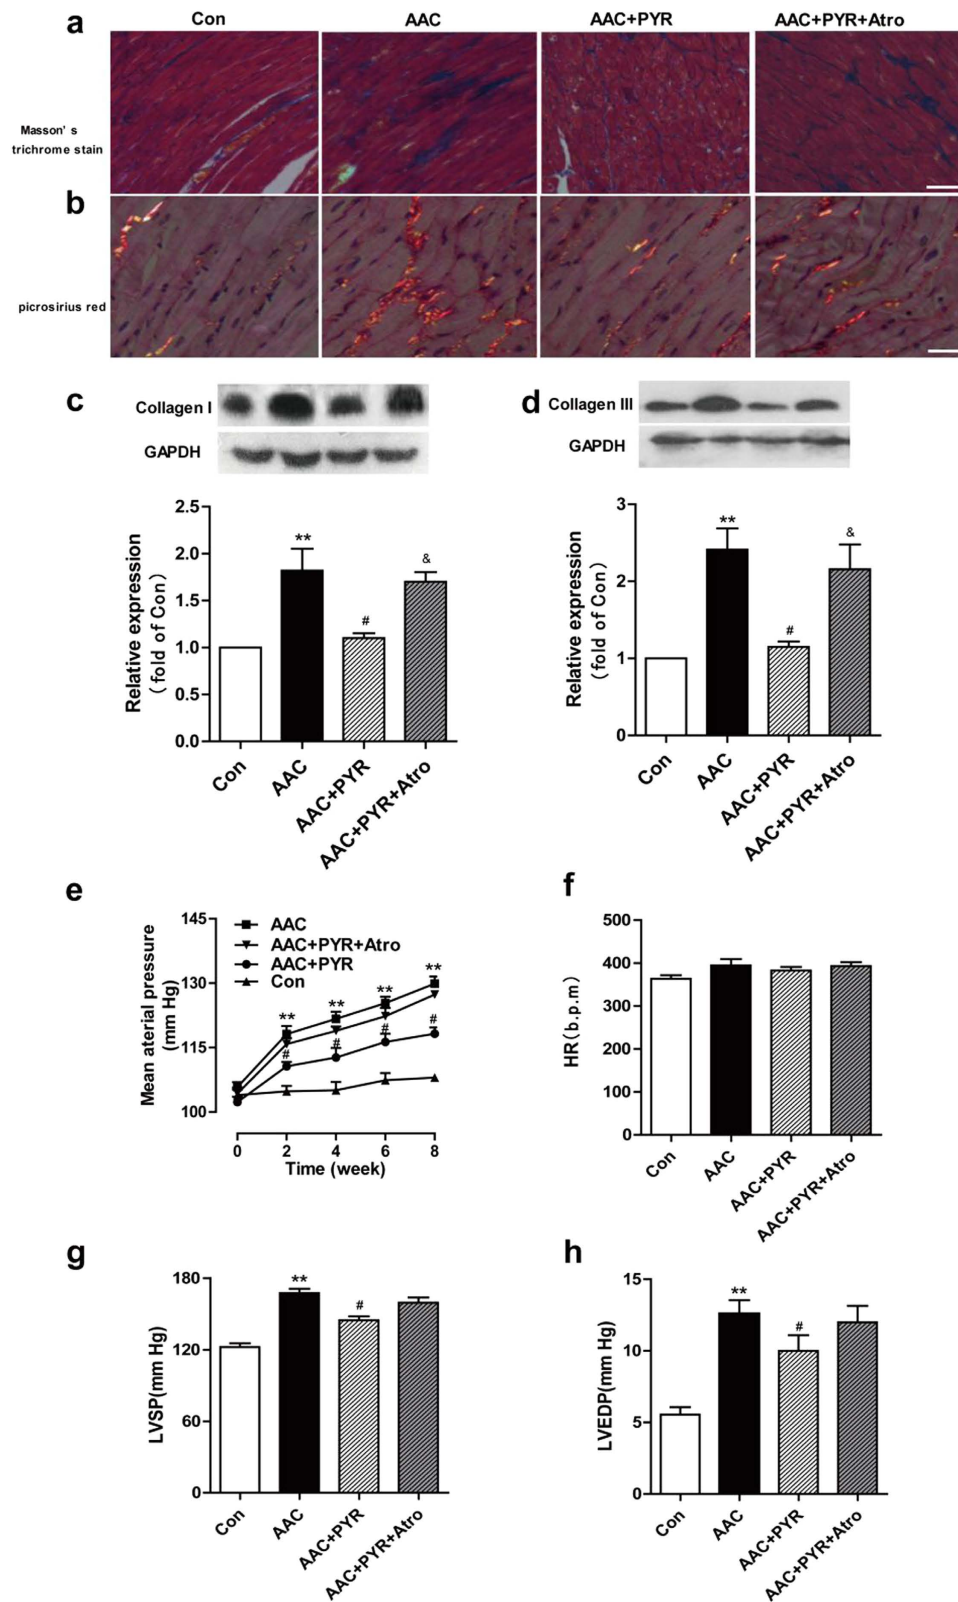 a
Con
AAC
AAC+PYR
AAC+PYR+Atro
Masson' s
trichrome stain
b
picrosirius red
c
Collagen I
GAPDH
Relative expression
(fold of Con)
2.5
2.0
1.5
1.0
0.5
0.0
**
#
&
Con
AAC
AAC+PYR
AAC+PYR+Atro
d
Collagen III
GAPDH
Relative expression
(fold of Con)
3
2
1
0
**
#
&
Con
AAC
AAC+PYR
AAC+PYR+Atro
e
Mean aterial pressure
(mm Hg)
145
130
115
100
AAC
AAC+PYR+Atro
AAC+PYR
Con
**
**
**
**
#
#
#
#
0
2
4
6
8
Time (week)
f
HR(b.p.m)
500
400
300
200
100
0
Con
AAC
AAC+PYR
AAC+PYR+Atro
g
LVSP(mm Hg)
180
120
60
0
**
#
Con
AAC
AAC+PYR
AAC+PYR+Atro
h
LVEDP(mm Hg)
15
10
5
0
**
#
Con
AAC
AAC+PYR
AAC+PYR+Atro